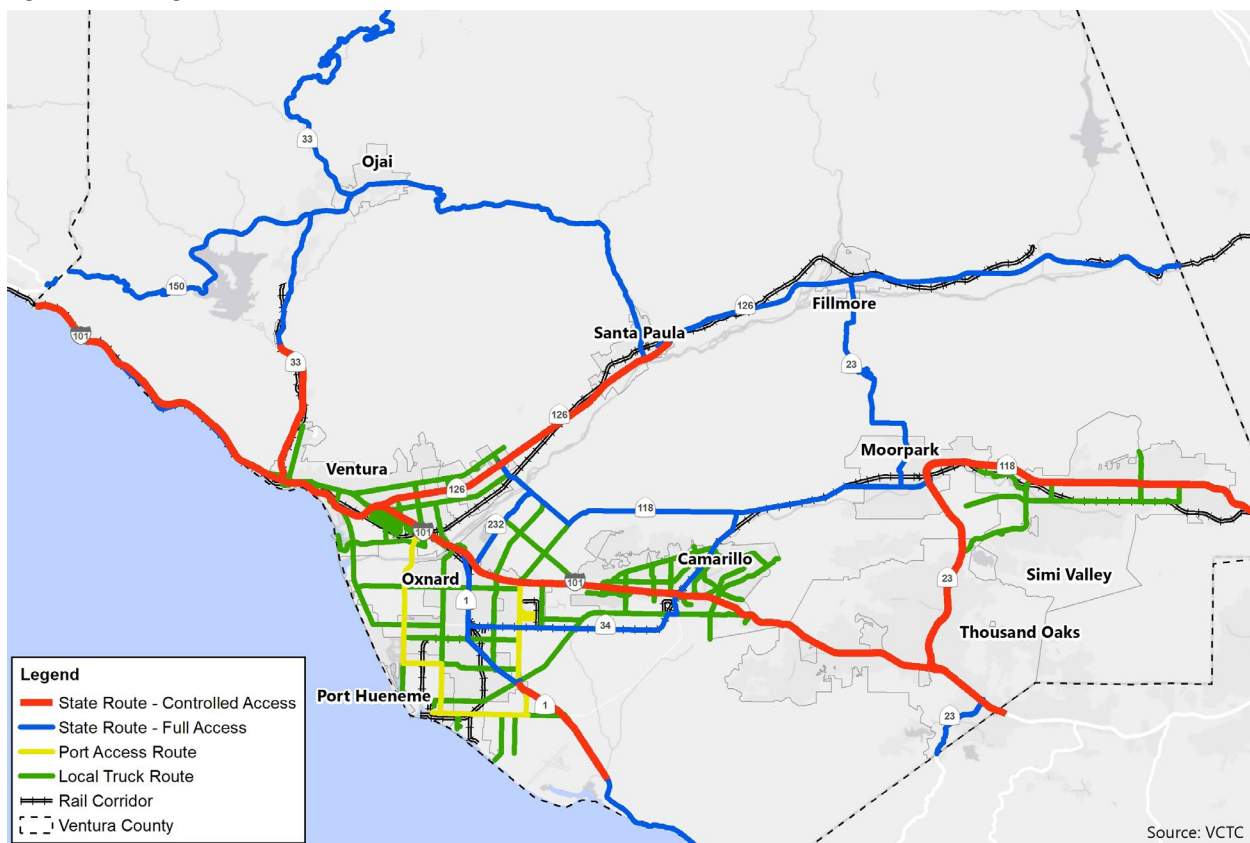 33
Ojai
150
126
Fillmore
Santa Paula
101
23
33
126
Moorpark
Ventura
118
126
118
232
101
Camarillo
Oxnard
101
Simi Valley
23
1
34
Thousand Oaks
Port Hueneme
1
23
Legend
State Route - Controlled Access
State Route - Full Access
Port Access Route
Local Truck Route
Rail Corridor
Ventura County
Source: VCTC